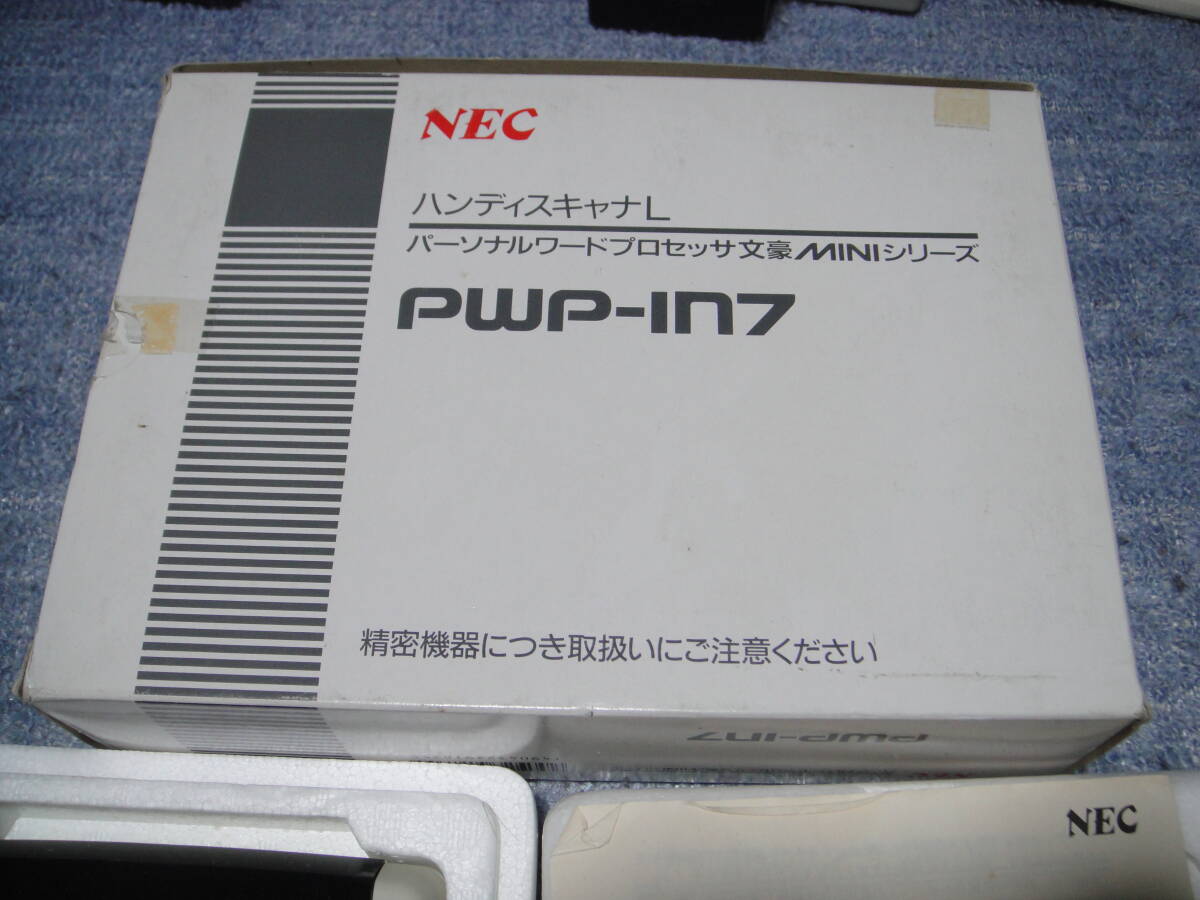 NEC
ハンディスキャナL
パーソナルワードプロセッサ文豪MINIシリーズ
PWP-IN7
精密機器につき取扱いにご注意ください
PWP-IN7
NEC